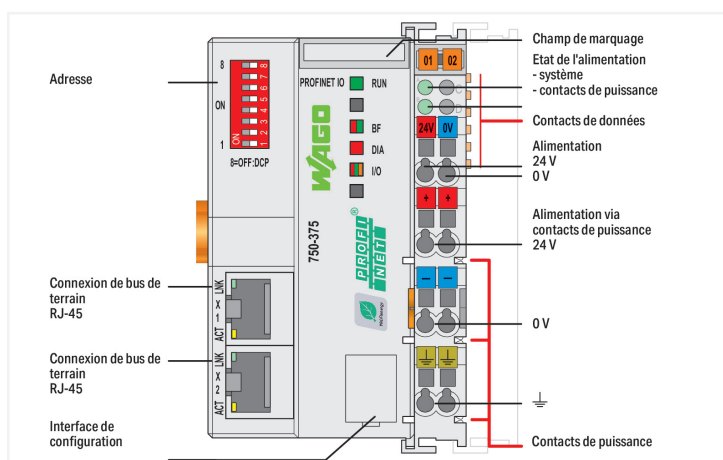 Adresse
8
ON
1
ON
1 2 3 4 5 6 7 8
8=OFF:DCP
PROFINET IO
RUN
BF
DIA
I/O
WAGO
750-375
PROFI
NET
®
LNK
X
1
ACT
LNK
X
2
ACT
01 02
24V 0V
+ +
— —
Champ de marquage
Etat de l'alimentation
- système
- contacts de puissance
Contacts de données
Alimentation
24 V
0 V
Alimentation via
contacts de puissance
24 V
0 V
Contacts de puissance
Connexion de bus de
terrain
RJ-45
Connexion de bus de
terrain
RJ-45
Interface de
configuration